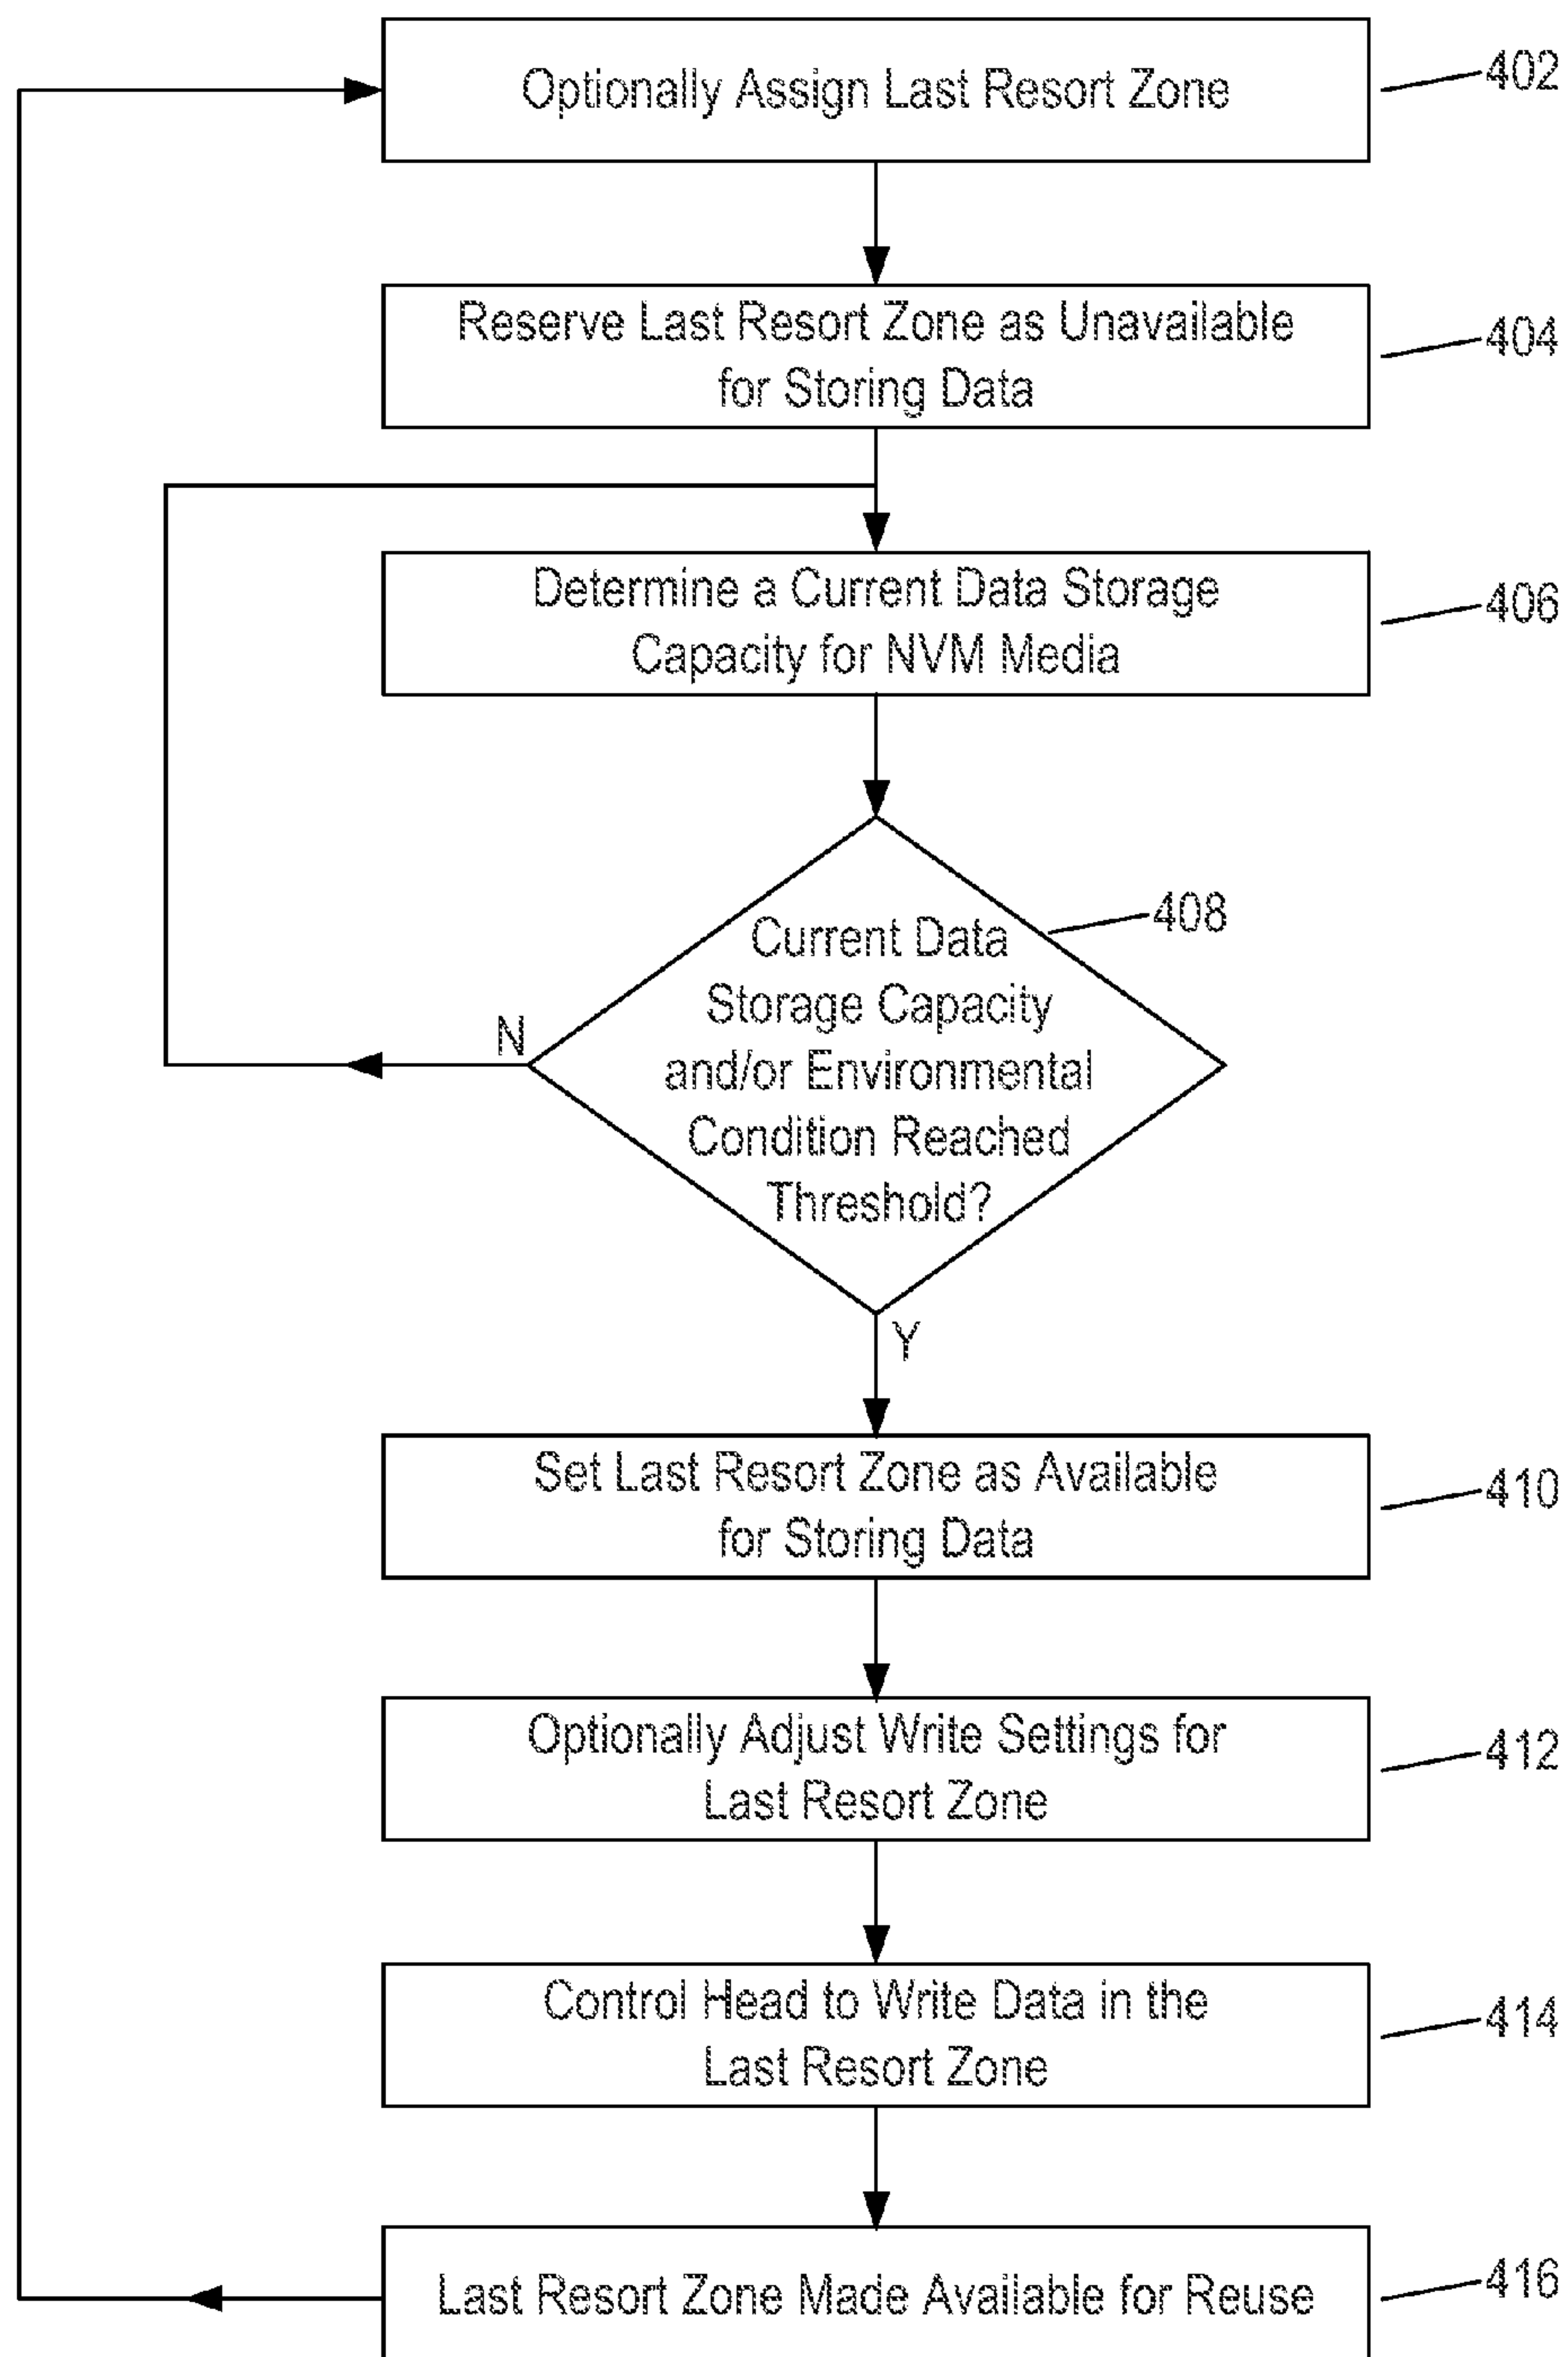 Optionally Assign Last Resort Zone
402
Reserve Last Resort Zone as Unavailable
for Storing Data
404
Determine a Current Data Storage
Capacity for NVM Media
406
408
Current Data
Storage Capacity
and/or Environmental
Condition Reached
Threshold?
N
Y
Set Last Resort Zone as Available
for Storing Data
410
Optionally Adjust Write Settings for
Last Resort Zone
412
Control Head to Write Data in the
Last Resort Zone
414
Last Resort Zone Made Available for Reuse
416